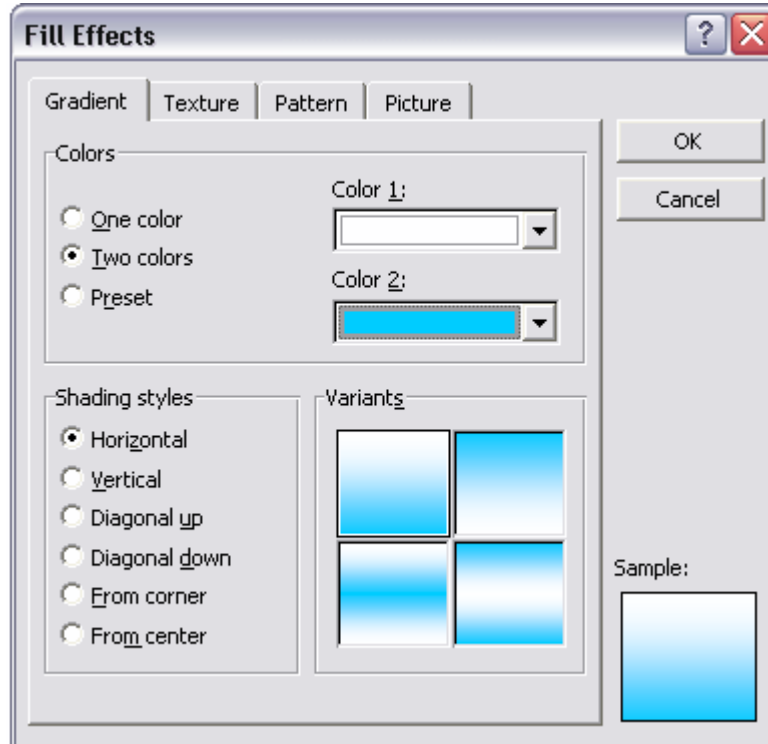 Fill Effects
?
Gradient Texture Pattern Picture
Colors
One color
Two colors
Preset
Color 1:
Color 2:
OK
Cancel
Shading styles
Horizontal
Vertical
Diagonal up
Diagonal down
From corner
From center
Variants
Sample: